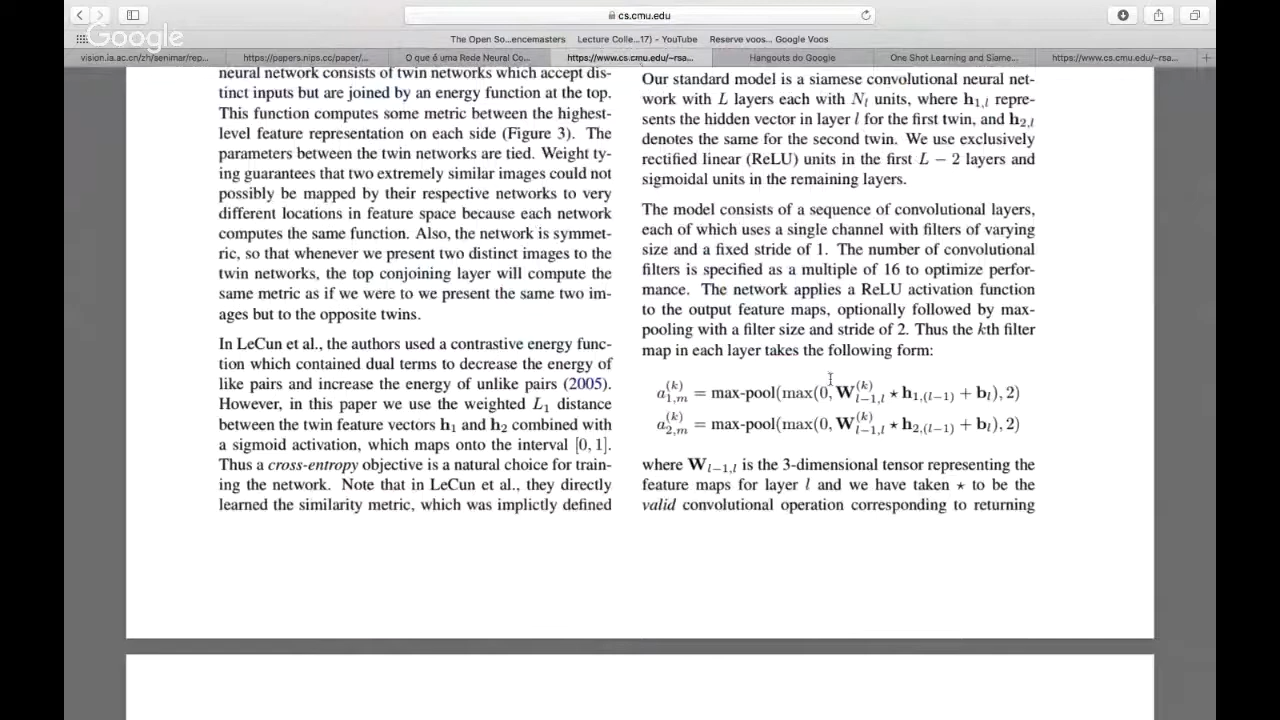 cs.cmu.edu
Google
The Open So...encemasters Lecture Colle...17) - YouTube Reserve voos... Google Voos
vision.ia.ac.cn/zh/senimar/rep... https://papers.nips.cc/paper/... O que é uma Rede Neural Co... https://www.cs.cmu.edu/~rsa... Hangouts do Google One Shot Learning and Siame... https://www.cs.cmu.edu/~rsa...
neural network consists of twin networks which accept dis-
tinct inputs but are joined by an energy function at the top.
This function computes some metric between the highest-
level feature representation on each side (Figure 3). The
parameters between the twin networks are tied. Weight ty-
ing guarantees that two extremely similar images could not
possibly be mapped by their respective networks to very
different locations in feature space because each network
computes the same function. Also, the network is symmet-
ric, so that whenever we present two distinct images to the
twin networks, the top conjoining layer will compute the
same metric as if we were to we present the same two im-
ages but to the opposite twins.
In LeCun et al., the authors used a contrastive energy func-
tion which contained dual terms to decrease the energy of
like pairs and increase the energy of unlike pairs (2005).
However, in this paper we use the weighted L₁ distance
between the twin feature vectors h₁ and h₂ combined with
a sigmoid activation, which maps onto the interval [0, 1].
Thus a cross-entropy objective is a natural choice for train-
ing the network. Note that in LeCun et al., they directly
learned the similarity metric, which was implictly defined
Our standard model is a siamese convolutional neural net-
work with L layers each with N_l units, where h_{1,l} repre-
sents the hidden vector in layer l for the first twin, and h_{2,l}
denotes the same for the second twin. We use exclusively
rectified linear (ReLU) units in the first L − 2 layers and
sigmoidal units in the remaining layers.
The model consists of a sequence of convolutional layers,
each of which uses a single channel with filters of varying
size and a fixed stride of 1. The number of convolutional
filters is specified as a multiple of 16 to optimize perfor-
mance. The network applies a ReLU activation function
to the output feature maps, optionally followed by max-
pooling with a filter size and stride of 2. Thus the kth filter
map in each layer takes the following form:
a_{1,m}^{(k)} = max-pool(max(0, W_{l−1,l}^{(k)} ⋆ h_{1,(l−1)} + b_l), 2)
a_{2,m}^{(k)} = max-pool(max(0, W_{l−1,l}^{(k)} ⋆ h_{2,(l−1)} + b_l), 2)
where W_{l−1,l} is the 3-dimensional tensor representing the
feature maps for layer l and we have taken ⋆ to be the
valid convolutional operation corresponding to returning